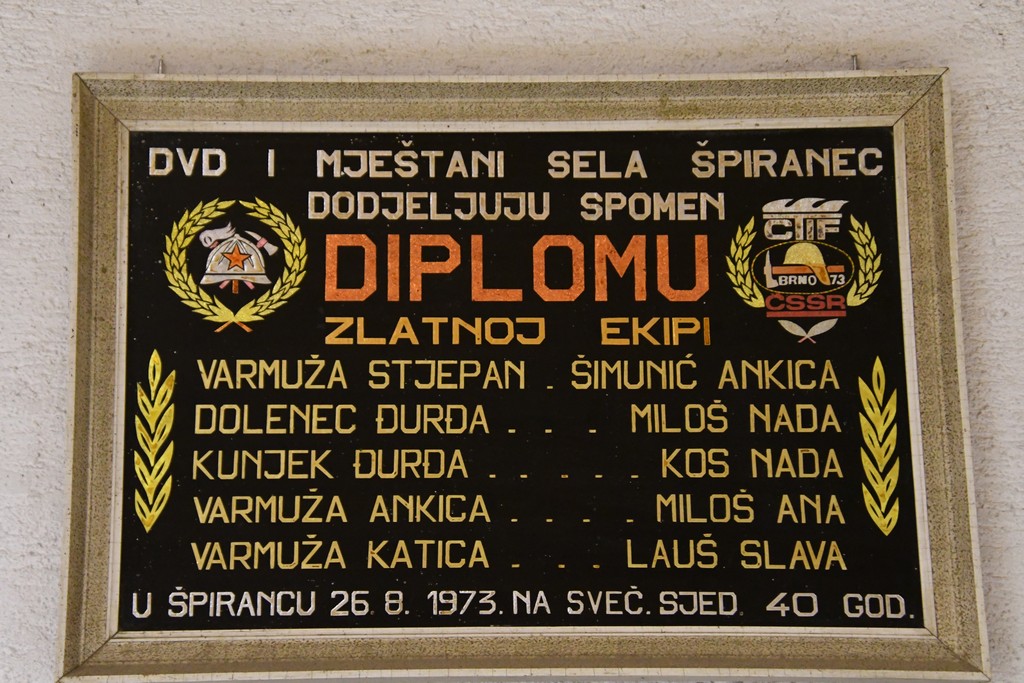 DVD I MJEŠTANI SELA ŠPIRANEC
DODJELJUJU SPOMEN
DIPLOMU
ZLATNOJ EKIPI
CTIF
BRNO 73
ČSSR
VARMUŽA STJEPAN . ŠIMUNIĆ ANKICA
DOLENEC ĐURĐA . . . MILOŠ NADA
KUNJEK ĐURĐA . . . . . KOS NADA
VARMUŽA ANKICA . . . . MILOŠ ANA
VARMUŽA KATICA . . . LAUŠ SLAVA
U ŠPIRANCU 26. 8. 1973. NA SVEČ. SJED. 40 GOD.